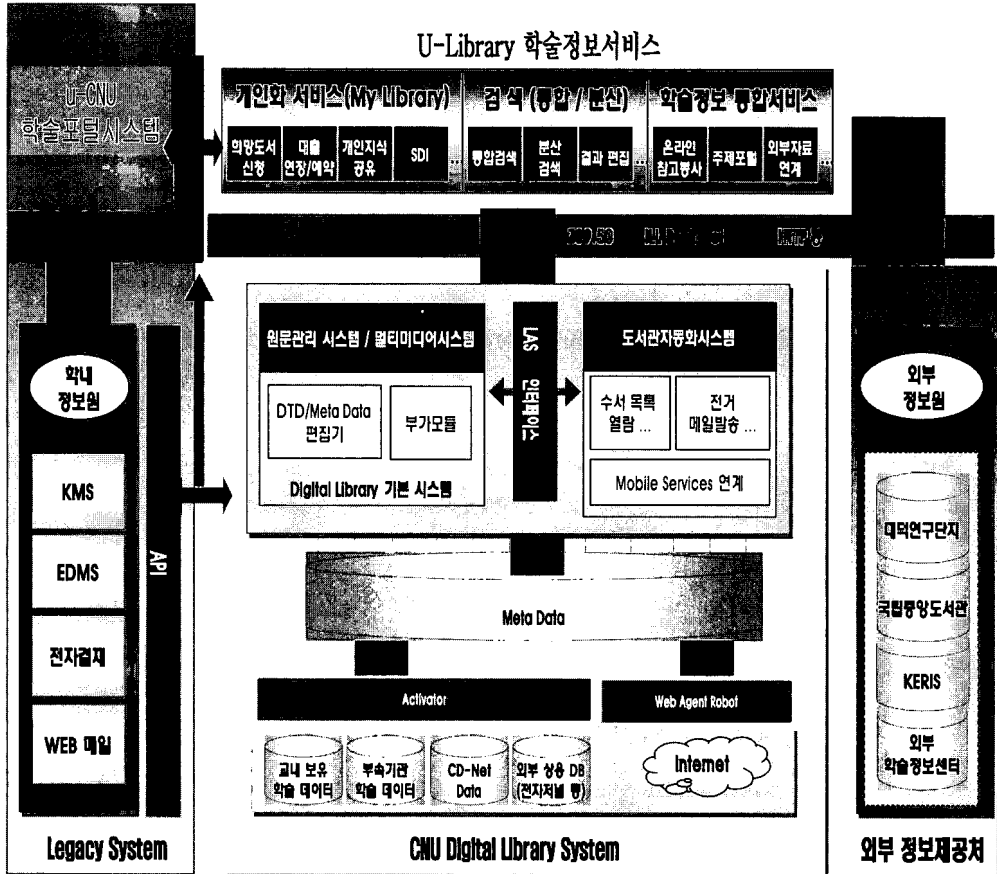 U-Library 학술정보서비스
u-CNU
학술포털시스템
개인화 서비스(My Library)
검색 (통합 / 분산)
학술정보 통합서비스
희망도서
신청
대출
연장/예약
개인지식
공유
SDI
통합검색
분산
검색
결과 편집
온라인
참고봉사
주제포털
외부자료
연계
원문관리 시스템 / 멀티미디어시스템
DTD/Meta Data
편집기
부가모듈
Digital Library 기본 시스템
LAS 인터페이스
도서관자동화시스템
수서 목록
열람 ...
전거
메일발송 ...
Mobile Services 연계
학내
정보원
KMS
EDMS
전자결재
WEB 메일
API
Meta Data
Activator
Web Agent Robot
교내 보유
학술 데이터
부속기관
학술 데이터
CD-Net
Data
외부 상용 DB
(전자저널 등)
Internet
외부
정보원
대덕연구단지
국립중앙도서관
KERIS
외부
학술정보센터
Legacy System
CNU Digital Library System
외부 정보제공처